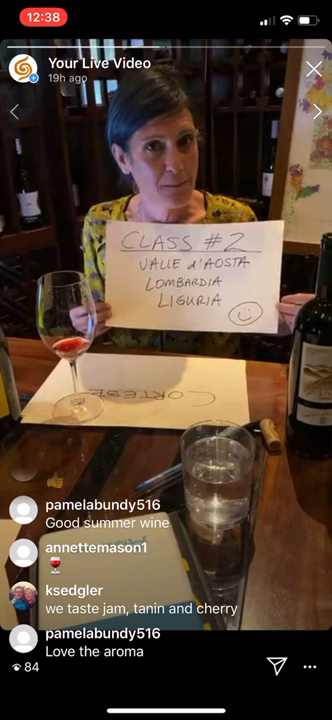 12:38
Your Live Video
19h ago
CLASS #2
VALLE d'AOSTA
LOMBARDIA
LIGURIA
CORTESE
pamelabundy516
Good summer wine
annettemason1
🍷
ksedgler
we taste jam, tanin and cherry
pamelabundy516
Love the aroma
84